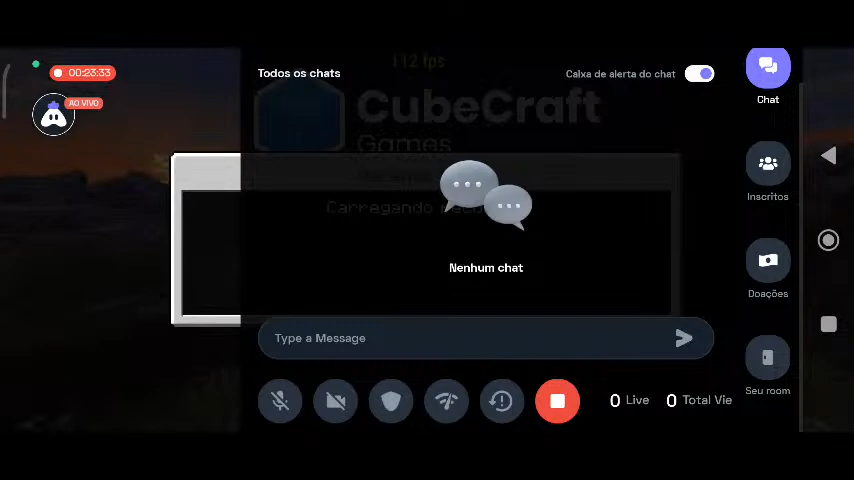 112 fps
00:23:33
Todos os chats
Caixa de alerta do chat
AO VIVO
CubeCraft
Games
Chat
Carregando
Inscritos
Nenhum chat
Doações
Type a Message
Seu room
0 Live
0 Total Vie